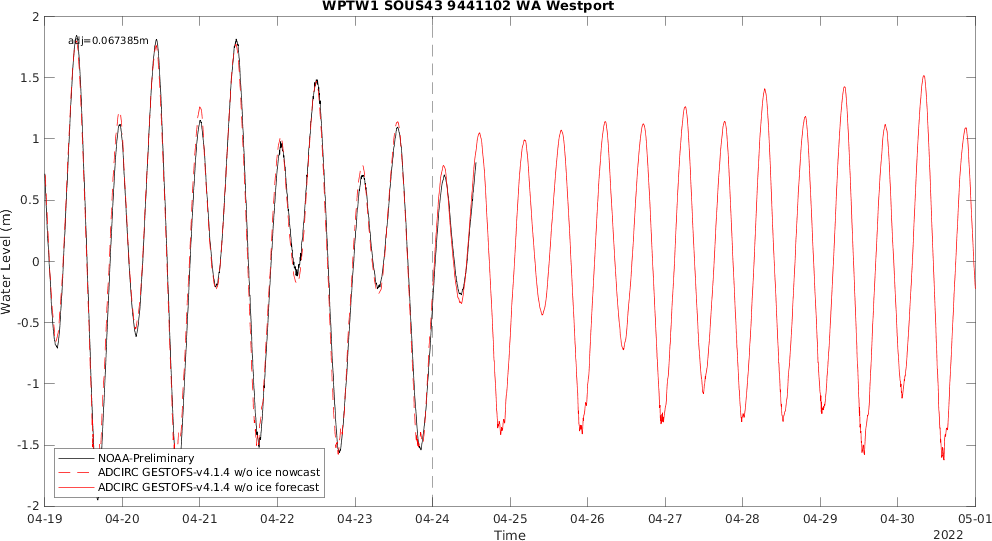 WPTW1 SOUS43 9441102 WA Westport
adj=0.067385m
Water Level (m)
2
1.5
1
0.5
0
-0.5
-1
-1.5
-2
NOAA-Preliminary
ADCIRC GESTOFS-v4.1.4 w/o ice nowcast
ADCIRC GESTOFS-v4.1.4 w/o ice forecast
04-19 04-20 04-21 04-22 04-23 04-24 04-25 04-26 04-27 04-28 04-29 04-30 05-01
Time
2022